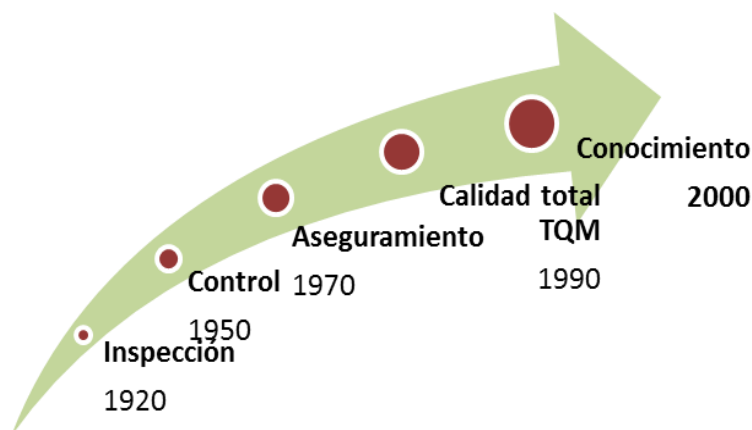 Inspección
1920
Control
1950
Aseguramiento
1970
Calidad total
TQM
1990
Conocimiento
2000